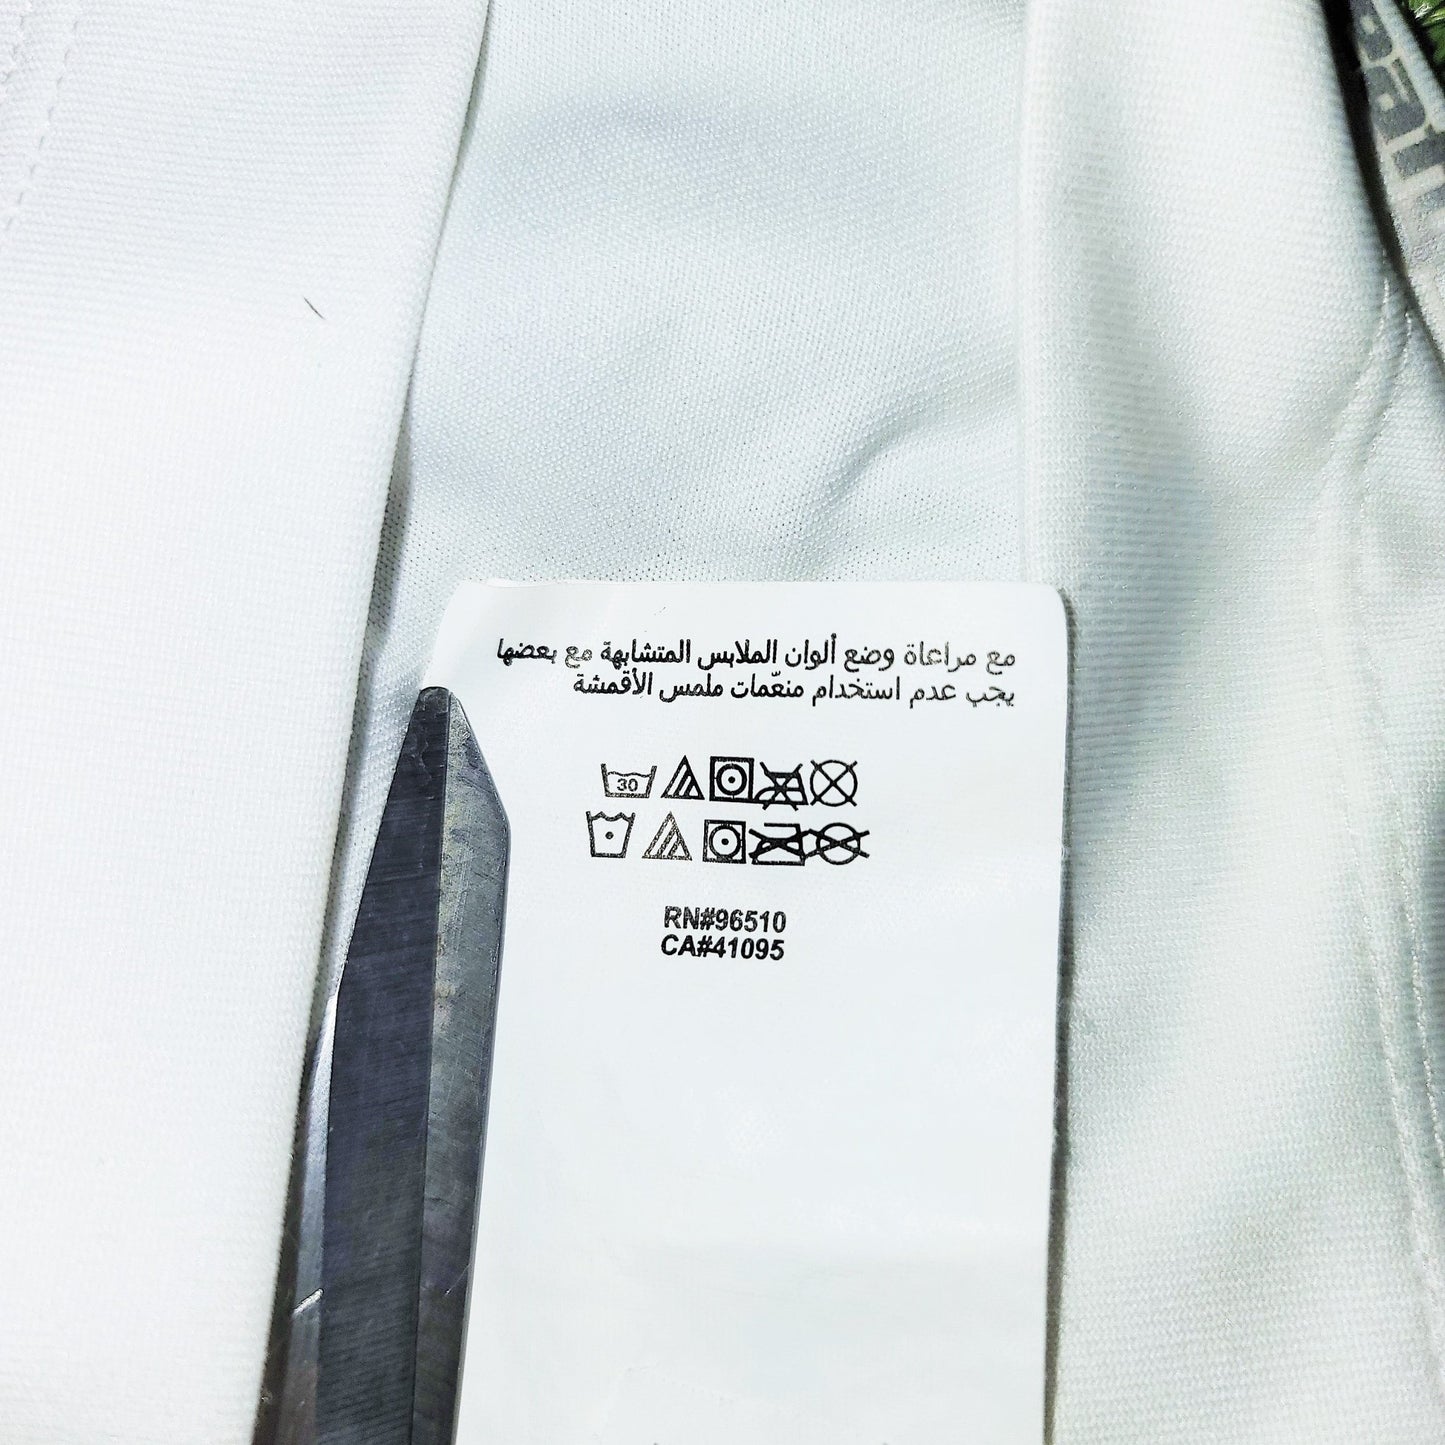 مع مراعاة وضع ألوان الملابس المتشابهة مع بعضها
يجب عدم استخدام منعّمات ملمس الأقمشة
30
RN#96510
CA#41095